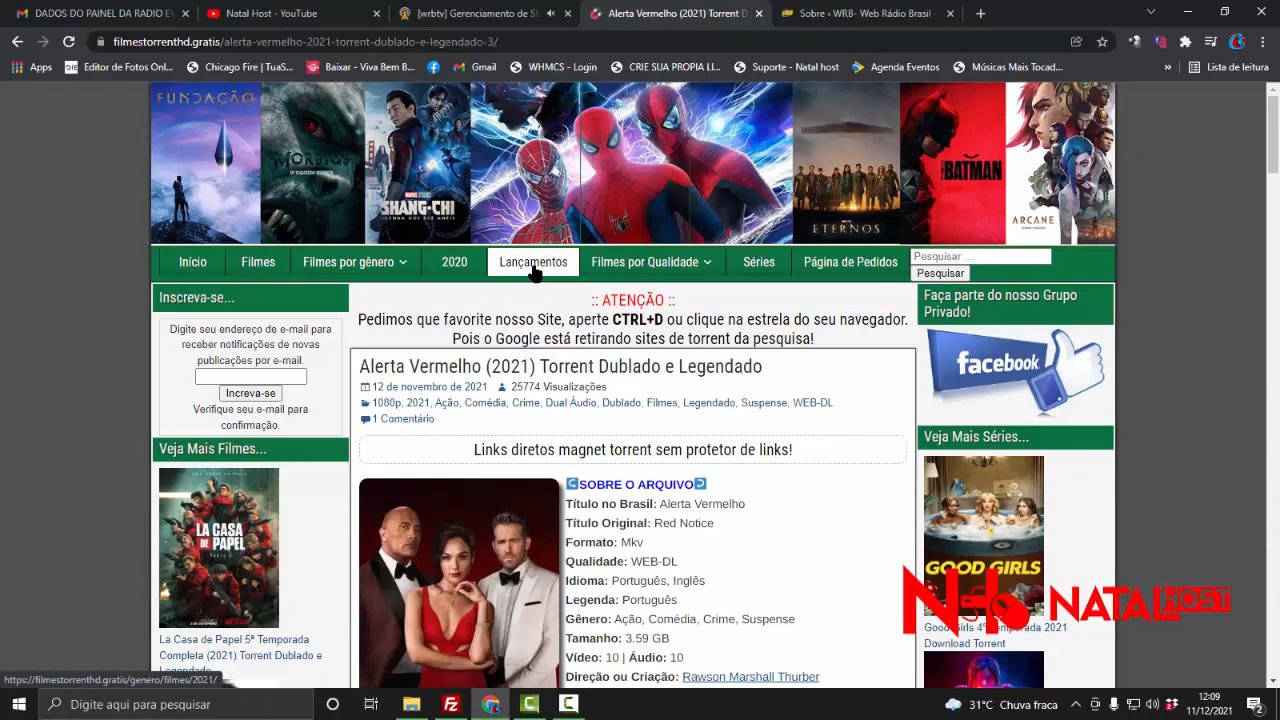 DADOS DO PAINEL DA RADIO E
Natal Host - YouTube
[wrbtv] Gerenciamento de St
Alerta Vermelho (2021) Torrent D
Sobre ‹ WRB- Web Rádio Brasil –
filmestorrenthd.gratis/alerta-vermelho-2021-torrent-dublado-e-legendado-3/
Apps
Editor de Fotos Onl...
Chicago Fire | TuaS...
Baixar - Viva Bem B...
Gmail
WHMCS - Login
CRIE SUA PROPIA LI...
Suporte - Natal host
Agenda Eventos
Músicas Mais Tocad...
»
Lista de leitura
FUNDAÇÃO
MORBIUS
MARVEL STUDIOS
SHANG-CHI
ETERNOS
THE BATMAN
ARCANE
Início
Filmes
Filmes por gênero
2020
Lançamentos
Filmes por Qualidade
Séries
Página de Pedidos
Pesquisar ...
Pesquisar
Inscreva-se...
Digite seu endereço de e-mail para
receber notificações de novas
publicações por e-mail.
Inscreva-se
Verifique seu e-mail para
confirmação.
Veja Mais Filmes...
LA CASA
DE PAPEL
NETFLIX
La Casa de Papel 5ª Temporada
Completa (2021) Torrent Dublado e
Legendado
:: ATENÇÃO ::
Pedimos que favorite nosso Site, aperte CTRL+D ou clique na estrela do seu navegador.
Pois o Google está retirando sites de torrent da pesquisa!
Alerta Vermelho (2021) Torrent Dublado e Legendado
12 de novembro de 2021 25774 Visualizações
1080p, 2021, Ação, Comédia, Crime, Dual Áudio, Dublado, Filmes, Legendado, Suspense, WEB-DL
1 Comentário
Links diretos magnet torrent sem protetor de links!
SOBRE O ARQUIVO
Título no Brasil: Alerta Vermelho
Título Original: Red Notice
Formato: Mkv
Qualidade: WEB-DL
Idioma: Português, Inglês
Legenda: Português
Gênero: Ação, Comédia, Crime, Suspense
Tamanho: 3.59 GB
Vídeo: 10 | Áudio: 10
Direção ou Criação: Rawson Marshall Thurber
Faça parte do nosso Grupo
Privado!
facebook
Veja Mais Séries...
GOOD GIRLS
Good Girls 4ª Temporada 2021
Download Torrent
NATALHOST
https://filmestorrenthd.gratis/genero/filmes/2021/
Digite aqui para pesquisar
31°C Chuva fraca
12:09
11/12/2021